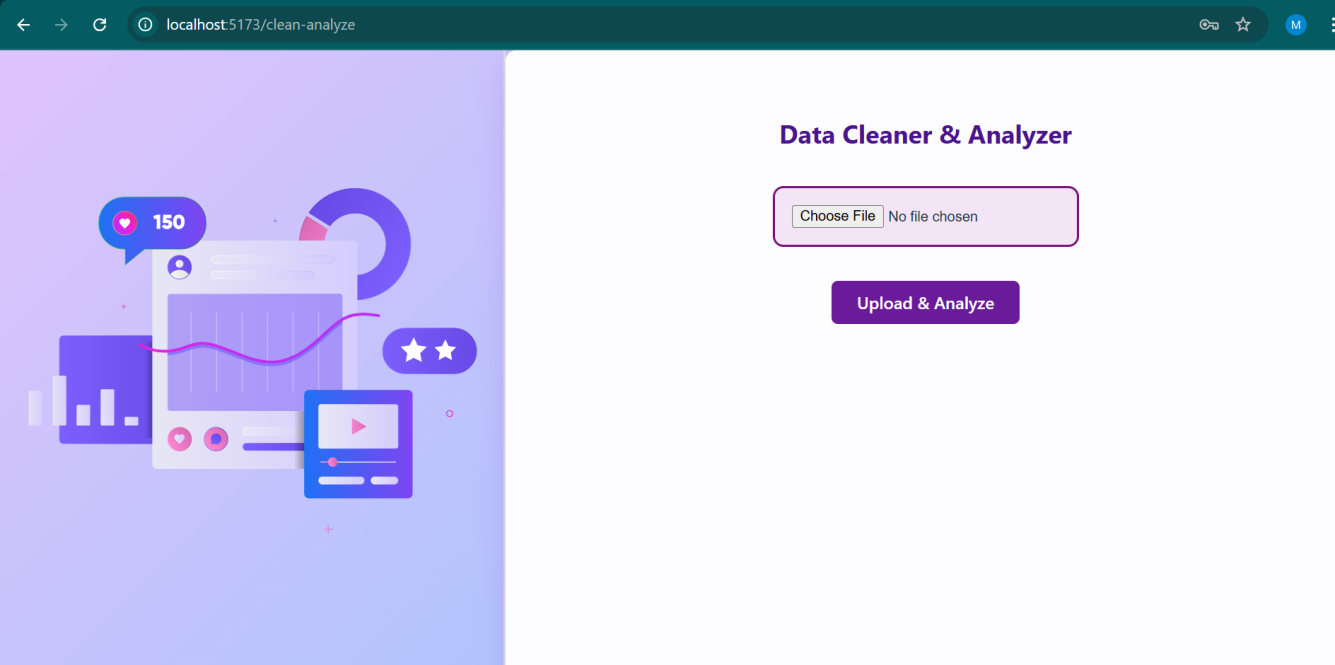 localhost:5173/clean-analyze
M
150
Data Cleaner & Analyzer
Choose File No file chosen
Upload & Analyze